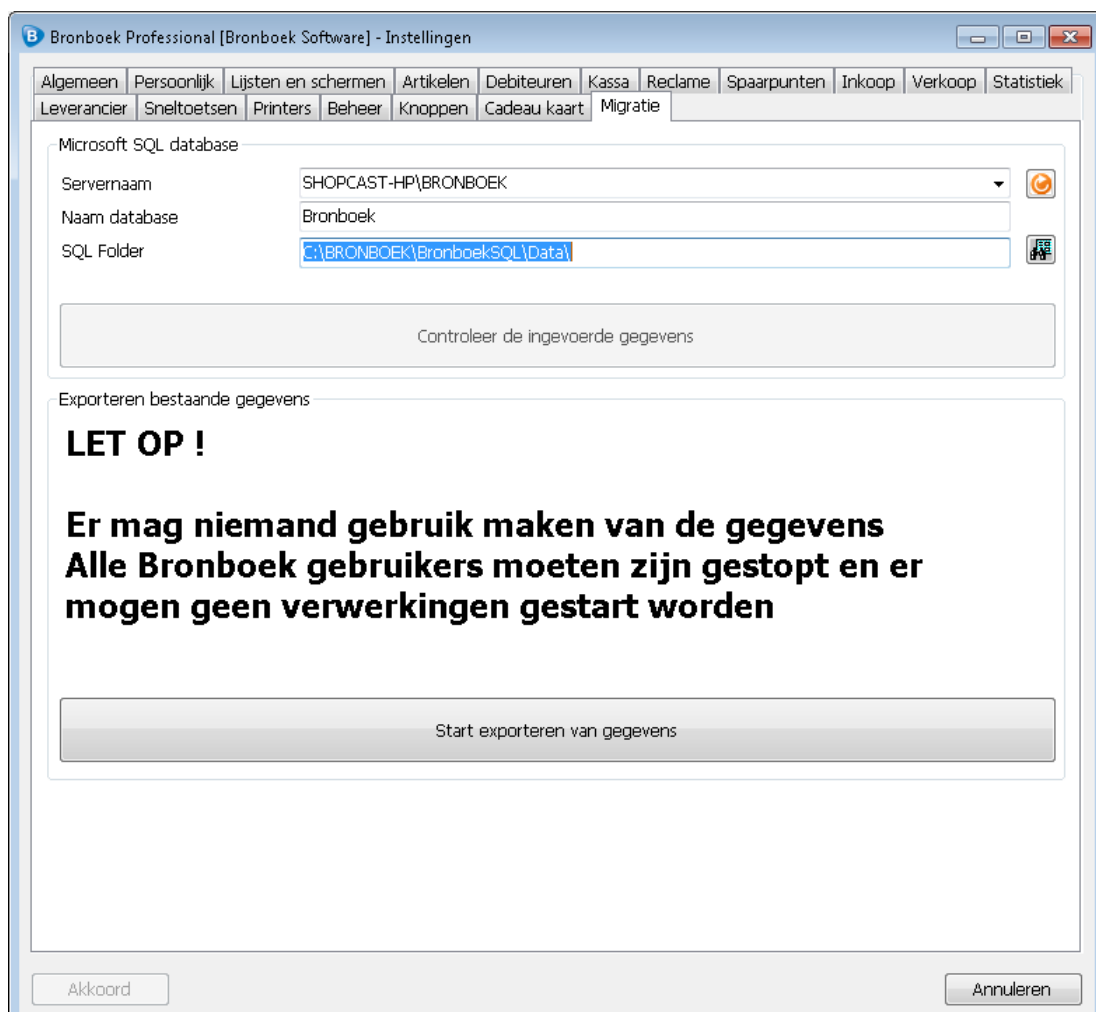 Bronboek Professional [Bronboek Software] - Instellingen
Algemeen Persoonlijk Lijsten en schermen Artikelen Debiteuren Kassa Reclame Spaarpunten Inkoop Verkoop Statistiek
Leverancier Sneltoetsen Printers Beheer Knoppen Cadeau kaart Migratie
Microsoft SQL database
Servernaam SHOPCAST-HP\BRONBOEK
Naam database Bronboek
SQL Folder C:\BRONBOEK\BronboekSQL\Data\
Controleer de ingevoerde gegevens
Exporteren bestaande gegevens
LET OP !
Er mag niemand gebruik maken van de gegevens
Alle Bronboek gebruikers moeten zijn gestopt en er
mogen geen verwerkingen gestart worden
Start exporteren van gegevens
Akkoord Annuleren